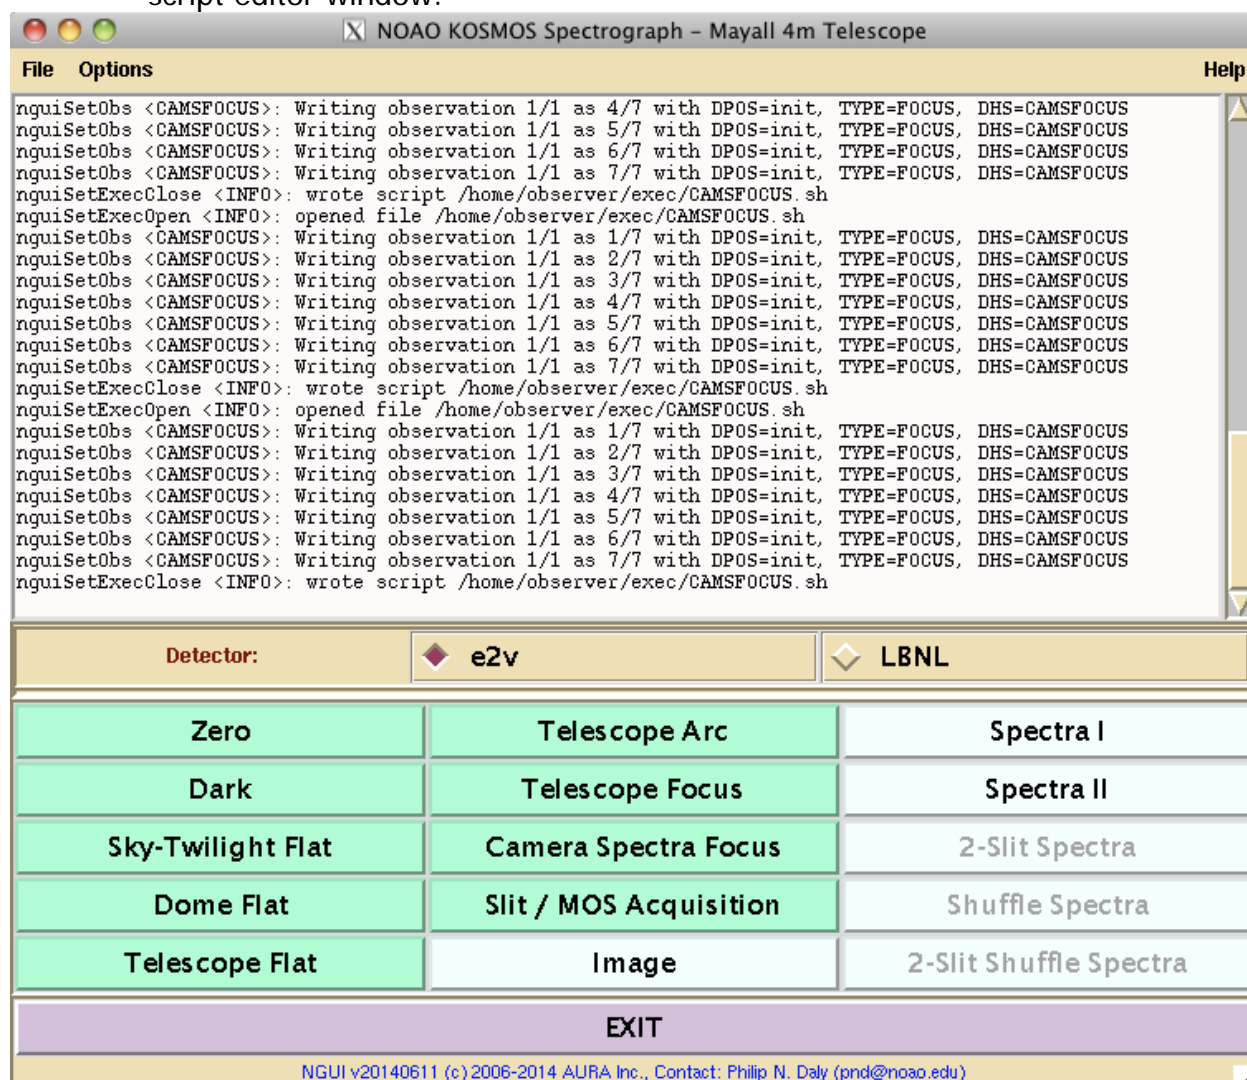 script editor window.
NOAO KOSMOS Spectrograph – Mayall 4m Telescope
File Options Help
nguiSetObs <CAMSFOCUS>: Writing observation 1/1 as 4/7 with DPOS=init, TYPE=FOCUS, DHS=CAMSFOCUS
nguiSetObs <CAMSFOCUS>: Writing observation 1/1 as 5/7 with DPOS=init, TYPE=FOCUS, DHS=CAMSFOCUS
nguiSetObs <CAMSFOCUS>: Writing observation 1/1 as 6/7 with DPOS=init, TYPE=FOCUS, DHS=CAMSFOCUS
nguiSetObs <CAMSFOCUS>: Writing observation 1/1 as 7/7 with DPOS=init, TYPE=FOCUS, DHS=CAMSFOCUS
nguiSetExecClose <INFO>: wrote script /home/observer/exec/CAMSFOCUS.sh
nguiSetExecOpen <INFO>: opened file /home/observer/exec/CAMSFOCUS.sh
nguiSetObs <CAMSFOCUS>: Writing observation 1/1 as 1/7 with DPOS=init, TYPE=FOCUS, DHS=CAMSFOCUS
nguiSetObs <CAMSFOCUS>: Writing observation 1/1 as 2/7 with DPOS=init, TYPE=FOCUS, DHS=CAMSFOCUS
nguiSetObs <CAMSFOCUS>: Writing observation 1/1 as 3/7 with DPOS=init, TYPE=FOCUS, DHS=CAMSFOCUS
nguiSetObs <CAMSFOCUS>: Writing observation 1/1 as 4/7 with DPOS=init, TYPE=FOCUS, DHS=CAMSFOCUS
nguiSetObs <CAMSFOCUS>: Writing observation 1/1 as 5/7 with DPOS=init, TYPE=FOCUS, DHS=CAMSFOCUS
nguiSetObs <CAMSFOCUS>: Writing observation 1/1 as 6/7 with DPOS=init, TYPE=FOCUS, DHS=CAMSFOCUS
nguiSetObs <CAMSFOCUS>: Writing observation 1/1 as 7/7 with DPOS=init, TYPE=FOCUS, DHS=CAMSFOCUS
nguiSetExecClose <INFO>: wrote script /home/observer/exec/CAMSFOCUS.sh
nguiSetExecOpen <INFO>: opened file /home/observer/exec/CAMSFOCUS.sh
nguiSetObs <CAMSFOCUS>: Writing observation 1/1 as 1/7 with DPOS=init, TYPE=FOCUS, DHS=CAMSFOCUS
nguiSetObs <CAMSFOCUS>: Writing observation 1/1 as 2/7 with DPOS=init, TYPE=FOCUS, DHS=CAMSFOCUS
nguiSetObs <CAMSFOCUS>: Writing observation 1/1 as 3/7 with DPOS=init, TYPE=FOCUS, DHS=CAMSFOCUS
nguiSetObs <CAMSFOCUS>: Writing observation 1/1 as 4/7 with DPOS=init, TYPE=FOCUS, DHS=CAMSFOCUS
nguiSetObs <CAMSFOCUS>: Writing observation 1/1 as 5/7 with DPOS=init, TYPE=FOCUS, DHS=CAMSFOCUS
nguiSetObs <CAMSFOCUS>: Writing observation 1/1 as 6/7 with DPOS=init, TYPE=FOCUS, DHS=CAMSFOCUS
nguiSetObs <CAMSFOCUS>: Writing observation 1/1 as 7/7 with DPOS=init, TYPE=FOCUS, DHS=CAMSFOCUS
nguiSetExecClose <INFO>: wrote script /home/observer/exec/CAMSFOCUS.sh
Detector: e2v LBNL
Zero Telescope Arc Spectra I
Dark Telescope Focus Spectra II
Sky-Twilight Flat Camera Spectra Focus 2-Slit Spectra
Dome Flat Slit / MOS Acquisition Shuffle Spectra
Telescope Flat Image 2-Slit Shuffle Spectra
EXIT
NGUI v20140611 (c) 2006-2014 AURA Inc., Contact: Philip N. Daly (pnd@noao.edu)